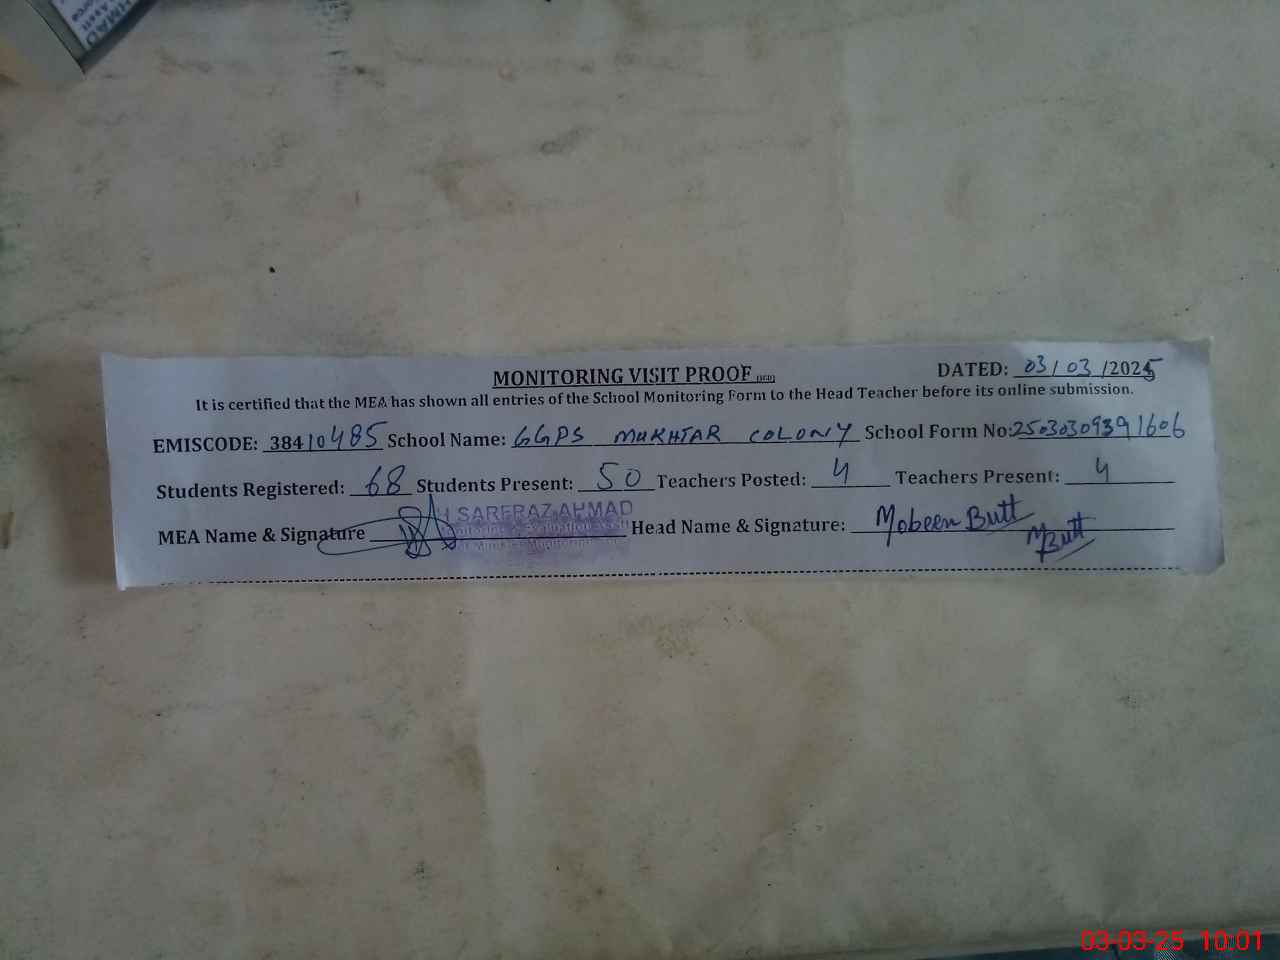 MONITORING VISIT PROOF
DATED: 03/03/2025
It is certified that the MEA has shown all entries of the School Monitoring Form to the Head Teacher before its online submission.
EMISCODE: 38410485 School Name: GGPS MUKHTAR COLONY School Form No: 25030309391606
Students Registered: 68 Students Present: 50 Teachers Posted: 4 Teachers Present: 4
MEA Name & Signature SARFRAZ AHMAD Head Name & Signature: Mobeen Butt
MButt
03-03-25 10:01